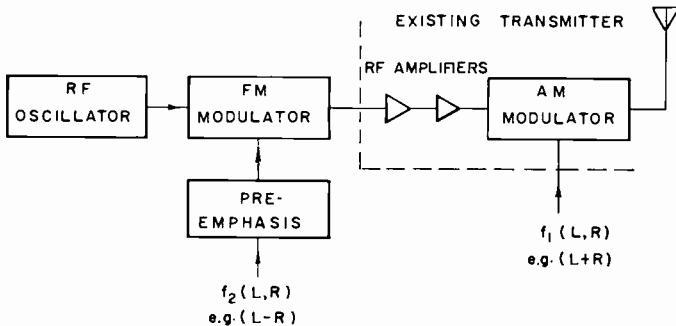 EXISTING TRANSMITTER
RF AMPLIFIERS
RF
OSCILLATOR
FM
MODULATOR
AM
MODULATOR
PRE-
EMPHASIS
f₁(L,R)
e.g.(L+R)
f₂(L,R)
e.g.(L-R)